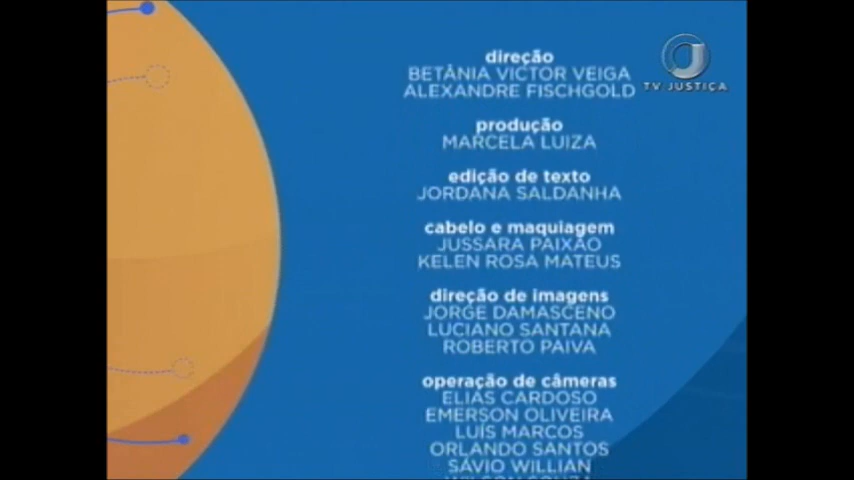 direção
BETÂNIA VICTOR VEIGA
ALEXANDRE FISCHGOLD
TV JUSTIÇA
produção
MARCELA LUIZA
edição de texto
JORDANA SALDANHA
cabelo e maquiagem
JUSSARA PAIXÃO
KELEN ROSA MATEUS
direção de imagens
JORGE DAMASCENO
LUCIANO SANTANA
ROBERTO PAIVA
operação de câmeras
ELIAS CARDOSO
EMERSON OLIVEIRA
LUÍS MARCOS
ORLANDO SANTOS
SÁVIO WILLIAN